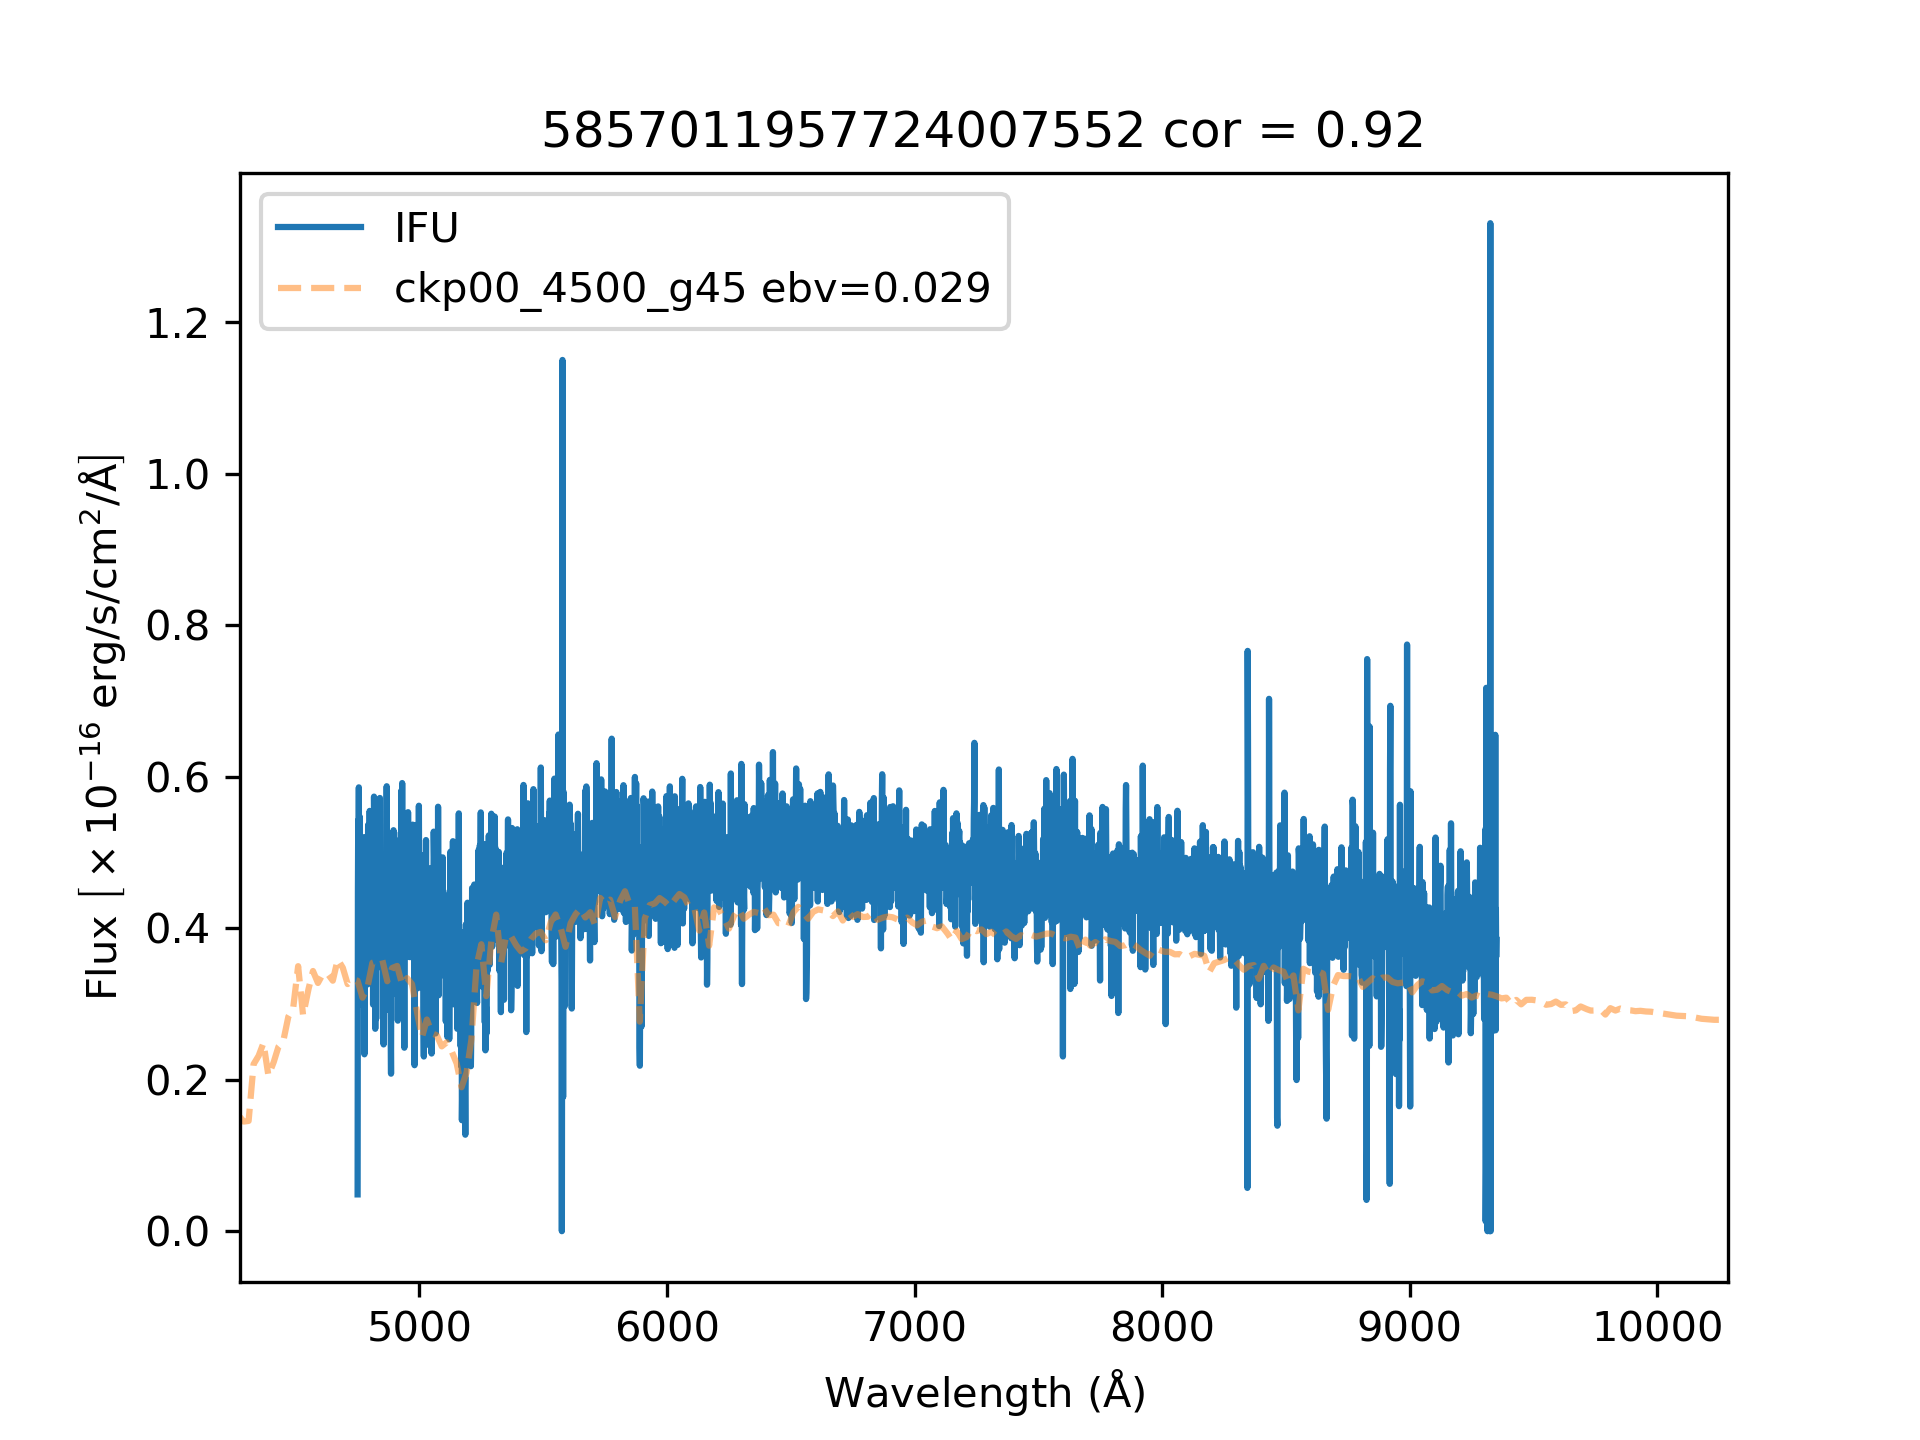 5857011957724007552 cor = 0.92
IFU
ckp00_4500_g45 ebv=0.029
Flux [× 10⁻¹⁶ erg/s/cm²/Å]
1.2
1.0
0.8
0.6
0.4
0.2
0.0
5000 6000 7000 8000 9000 10000
Wavelength (Å)